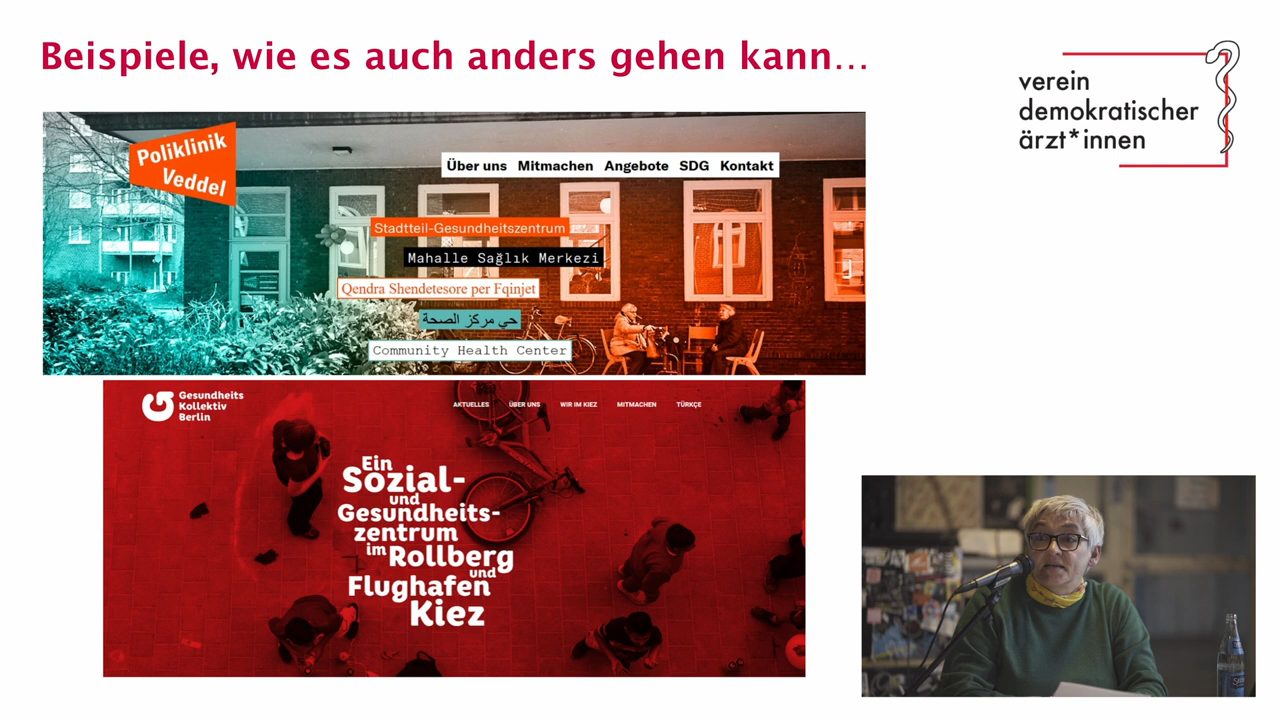 Beispiele, wie es auch anders gehen kann...
verein
demokratischer
ärzt*innen
Poliklinik
Veddel
Über uns Mitmachen Angebote SDG Kontakt
Stadtteil-Gesundheitszentrum
Mahalle Sağlık Merkezi
Qendra Shendetesore per Fqinjet
حي مركز الصحة
Community Health Center
Gesundheits
Kollektiv
Berlin
AKTUELLES ÜBER UNS WIR IM KIEZ MITMACHEN TÜRKÇE
Ein
Sozial-
und
Gesundheits-
zentrum
im Rollberg
und
Flughafen
Kiez